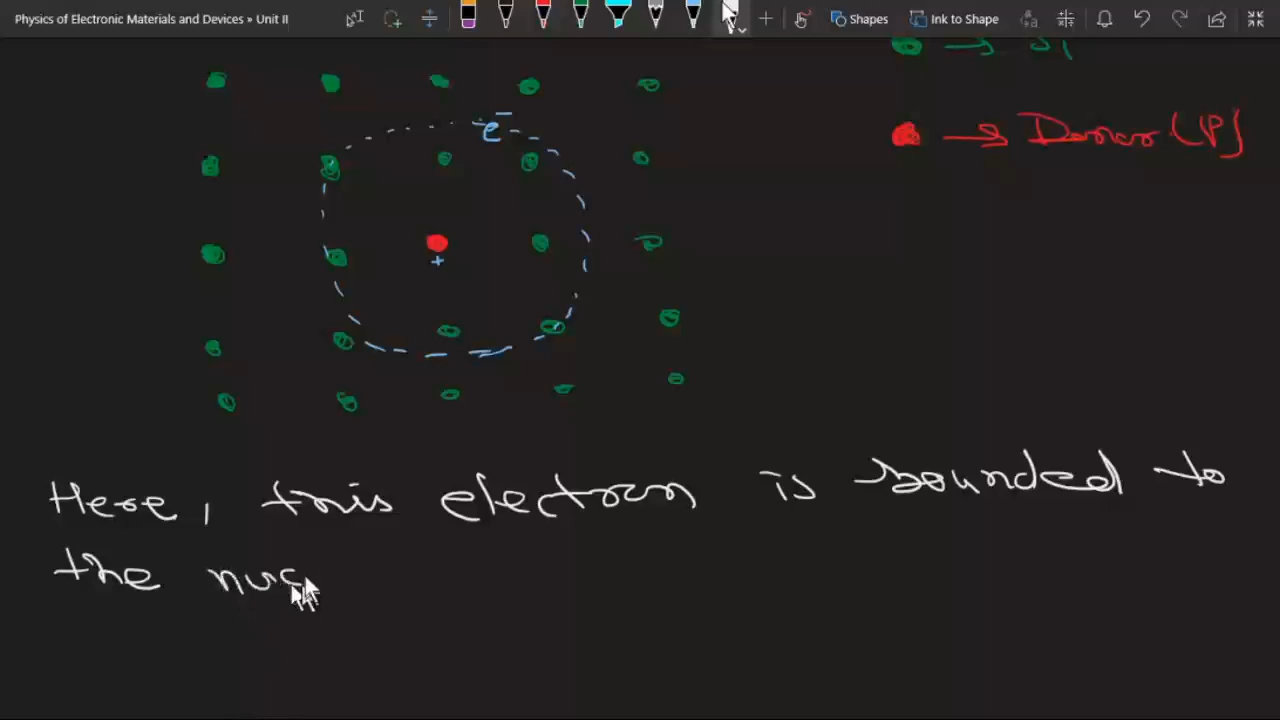 Physics of Electronic Materials and Devices » Unit II
Shapes
Ink to Shape
→ Si
e⁻
→ Donor (P)
+
Here, this electron is bounded to
the nuc